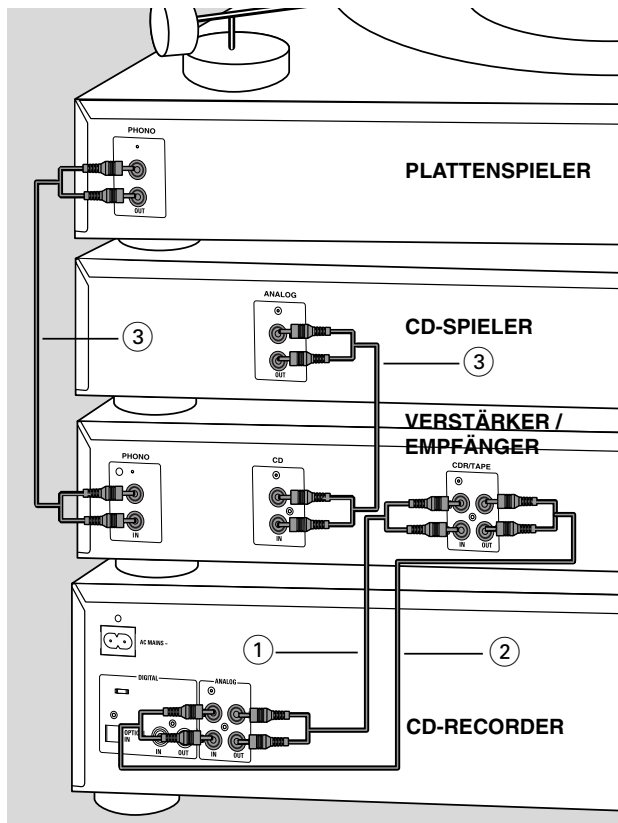 PHONO
OUT
PLATTENSPIELER
ANALOG
OUT
CD-SPIELER
3
3
VERSTÄRKER /
EMPFÄNGER
PHONO
IN
CD
IN
CDR/TAPE
IN OUT
AC MAINS ~
1
2
DIGITAL
ANALOG
IN
IN OUT
IN OUT
CD-RECORDER